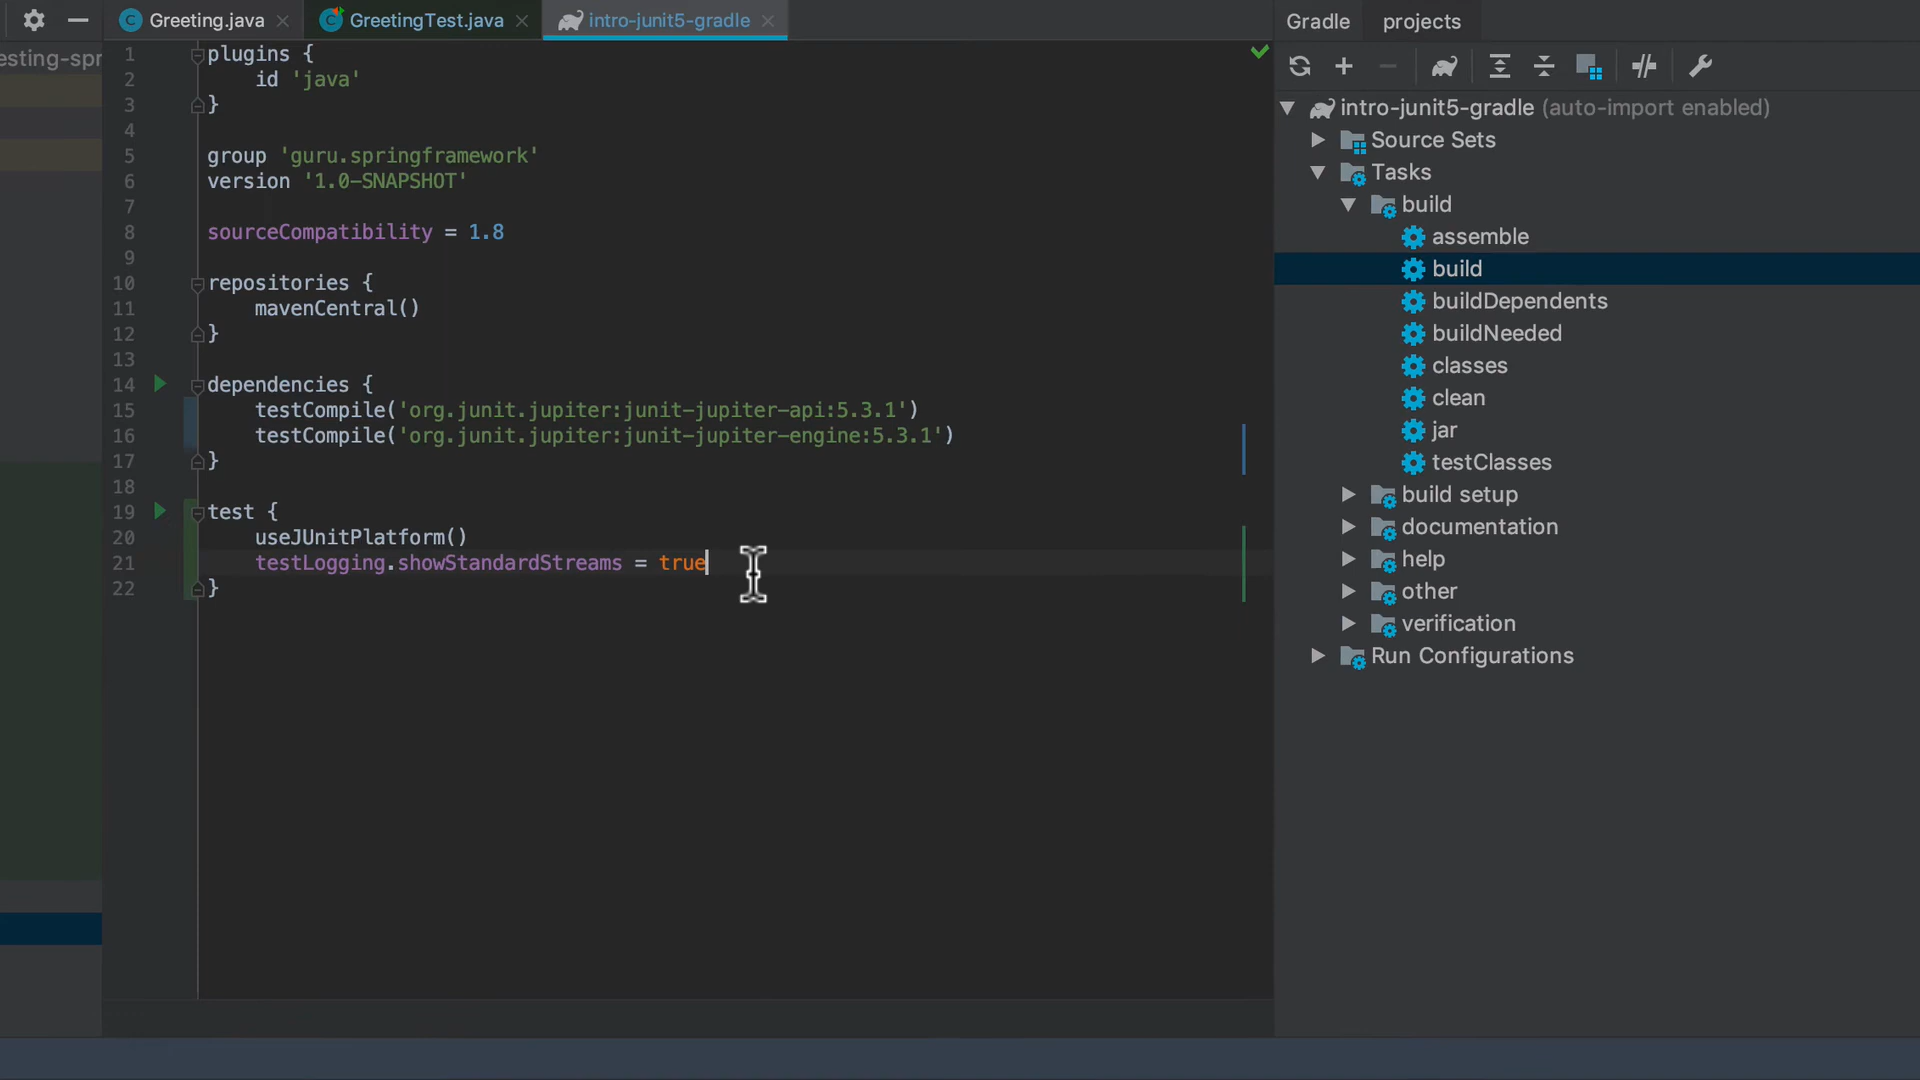 Greeting.java
GreetingTest.java
intro-junit5-gradle
Gradle
projects
esting-spr
1 plugins {
2 id 'java'
3 }
4
5 group 'guru.springframework'
6 version '1.0-SNAPSHOT'
7
8 sourceCompatibility = 1.8
9
10 repositories {
11 mavenCentral()
12 }
13
14 dependencies {
15 testCompile('org.junit.jupiter:junit-jupiter-api:5.3.1')
16 testCompile('org.junit.jupiter:junit-jupiter-engine:5.3.1')
17 }
18
19 test {
20 useJUnitPlatform()
21 testLogging.showStandardStreams = true
22 }
intro-junit5-gradle (auto-import enabled)
Source Sets
Tasks
build
assemble
build
buildDependents
buildNeeded
classes
clean
jar
testClasses
build setup
documentation
help
other
verification
Run Configurations